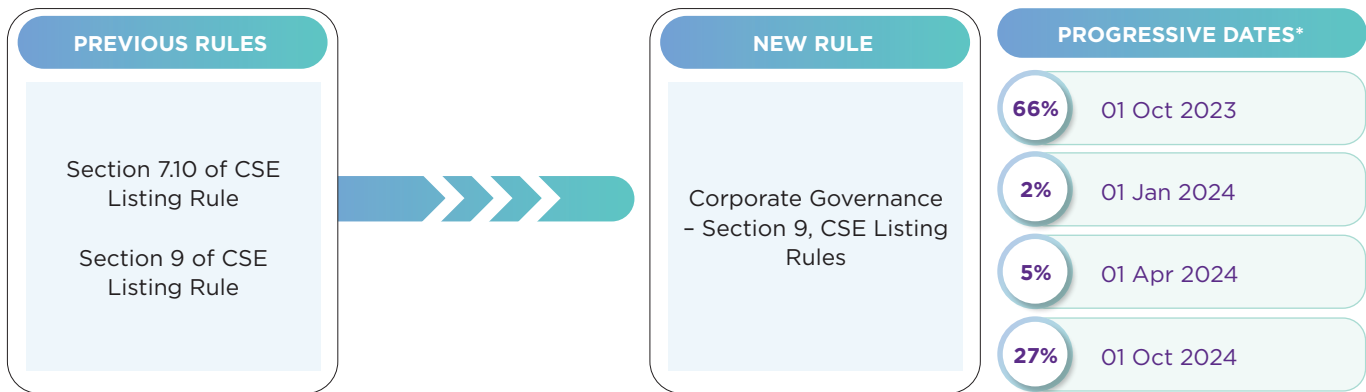 PREVIOUS RULES
Section 7.10 of CSE
Listing Rule
Section 9 of CSE
Listing Rule
NEW RULE
Corporate Governance
– Section 9, CSE Listing
Rules
PROGRESSIVE DATES*
66% 01 Oct 2023
2% 01 Jan 2024
5% 01 Apr 2024
27% 01 Oct 2024